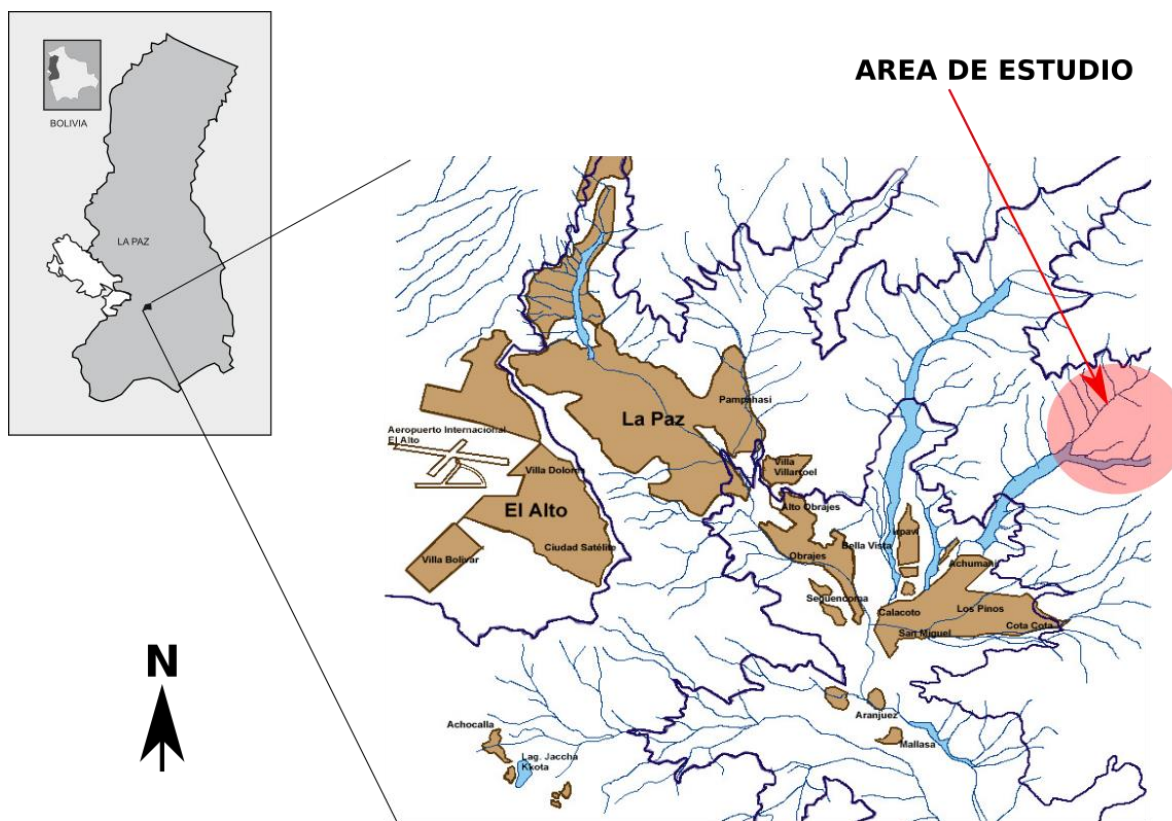 BOLIVIA
LA PAZ
AREA DE ESTUDIO
Pampahasi
La Paz
Aeropuerto Internacional
El Alto
Villa Dolores
Villa
Villarroel
El Alto
Alto Obrajes
Irpavi
Bella Vista
Ciudad Satélite
Obrajes
Villa Bolivar
Achumani
Seguencoma
Calacoto
Los Pinos
San Miguel
Cota Cota
N
Aranjuez
Achocalla
Mallasa
Lag. Jaccha
Kkota